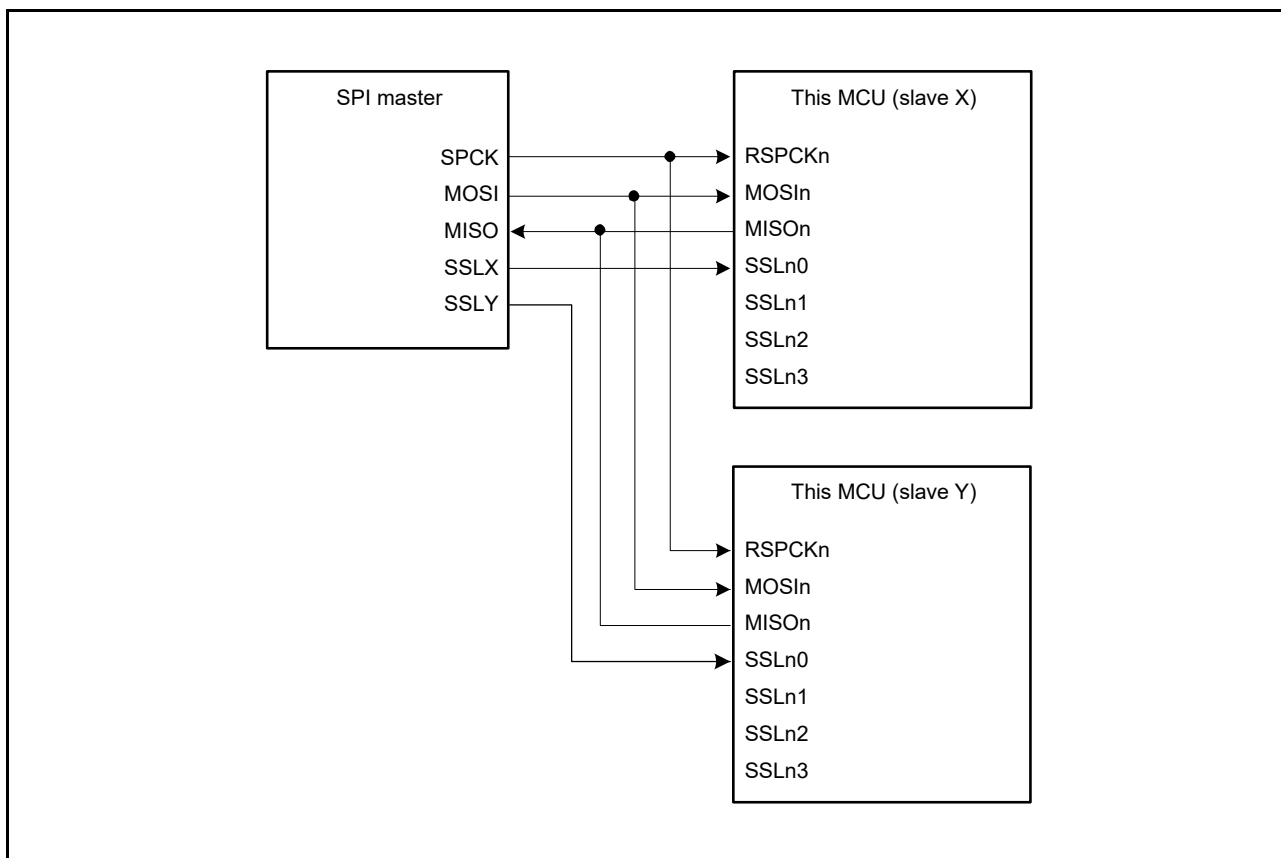 SPI master
SPCK
MOSI
MISO
SSLX
SSLY
This MCU (slave X)
RSPCKn
MOSIn
MISOn
SSLn0
SSLn1
SSLn2
SSLn3
This MCU (slave Y)
RSPCKn
MOSIn
MISOn
SSLn0
SSLn1
SSLn2
SSLn3